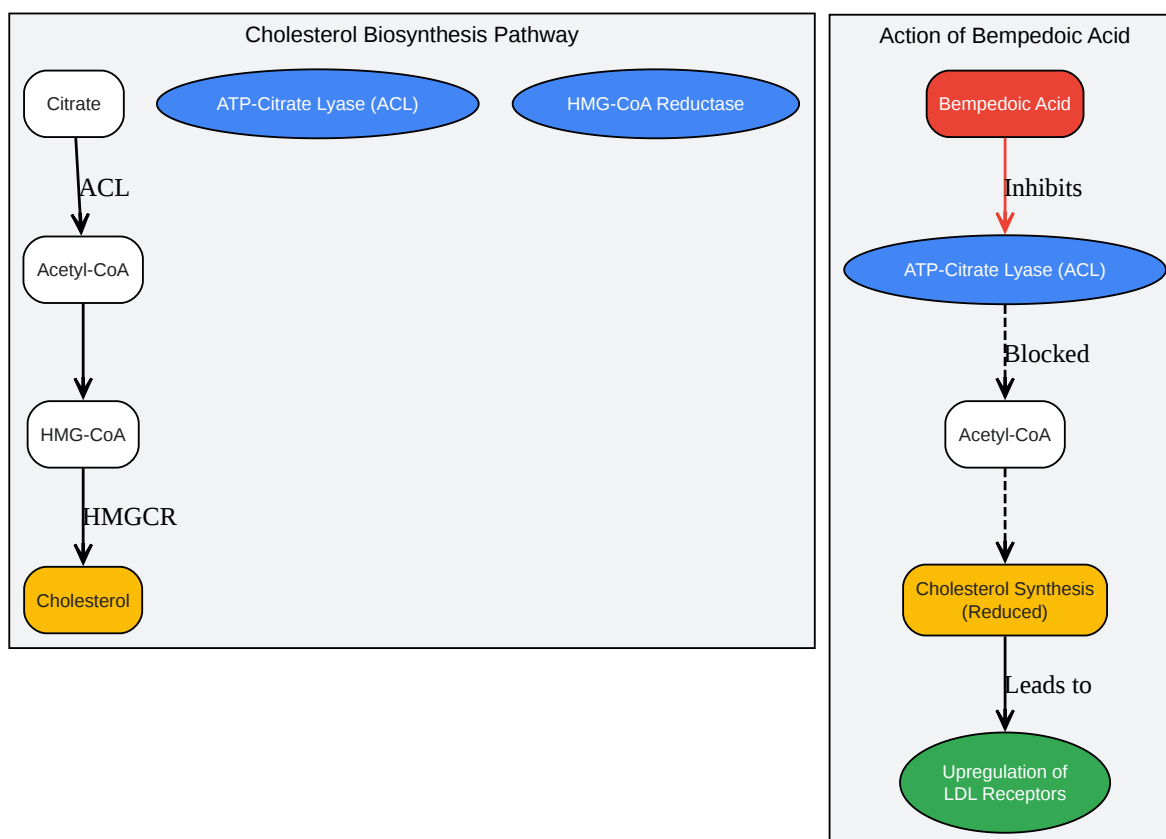 Cholesterol Biosynthesis Pathway
Citrate
ATP-Citrate Lyase (ACL)
HMG-CoA Reductase
ACL
Acetyl-CoA
HMG-CoA
HMGCR
Cholesterol
Action of Bempedoic Acid
Bempedoic Acid
Inhibits
ATP-Citrate Lyase (ACL)
Blocked
Acetyl-CoA
Cholesterol Synthesis
(Reduced)
Leads to
Upregulation of
LDL Receptors